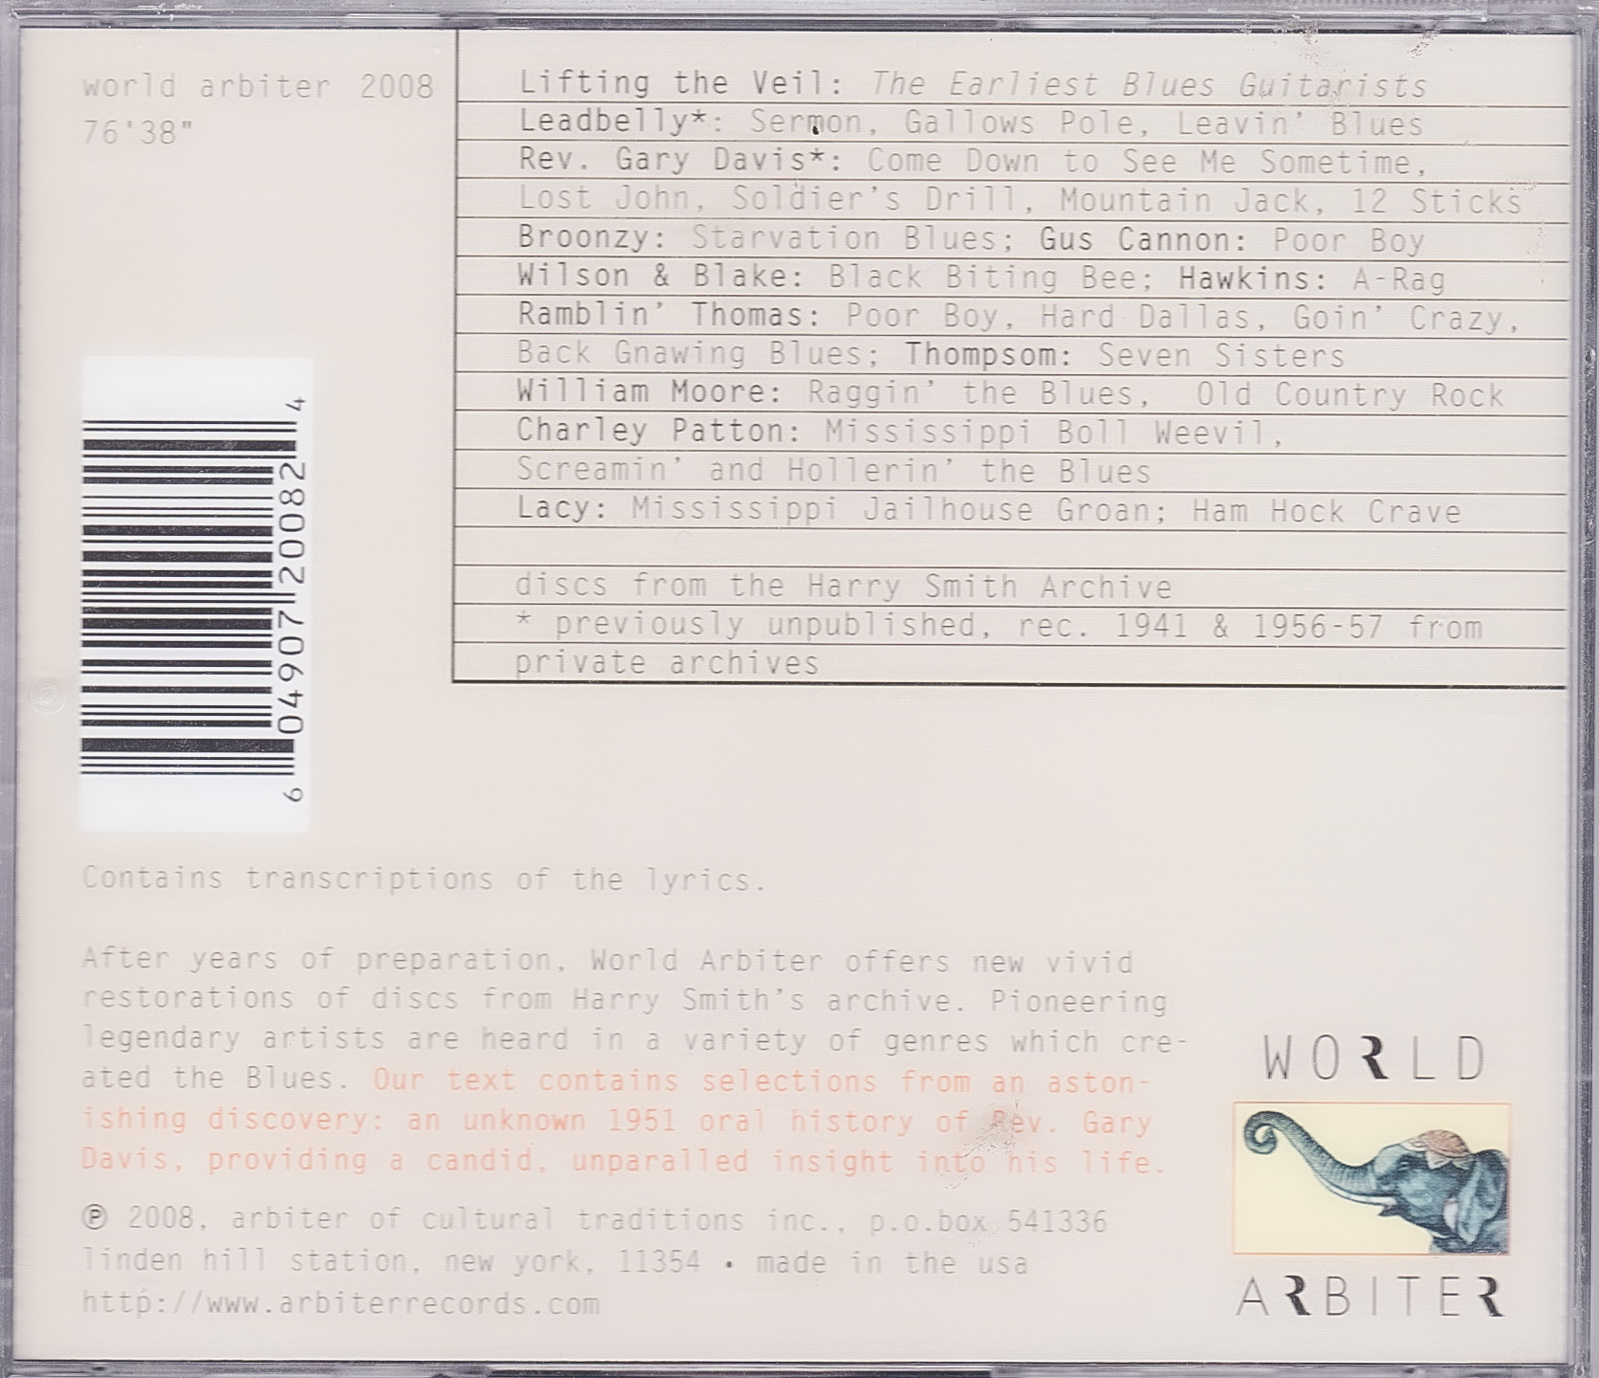 world arbiter 2008
76'38"
Lifting the Veil: The Earliest Blues Guitarists
Leadbelly*: Sermon, Gallows Pole, Leavin' Blues
Rev. Gary Davis*: Come Down to See Me Sometime,
Lost John, Soldier's Drill, Mountain Jack, 12 Sticks
Broonzy: Starvation Blues; Gus Cannon: Poor Boy
Wilson & Blake: Black Biting Bee; Hawkins: A-Rag
Ramblin' Thomas: Poor Boy, Hard Dallas, Goin' Crazy,
Back Gnawing Blues; Thompsom: Seven Sisters
William Moore: Raggin' the Blues, Old Country Rock
Charley Patton: Mississippi Boll Weevil,
Screamin' and Hollerin' the Blues
Lacy: Mississippi Jailhouse Groan; Ham Hock Crave
discs from the Harry Smith Archive
* previously unpublished, rec. 1941 & 1956-57 from
private archives
6 04907 20082 4
Contains transcriptions of the lyrics.
After years of preparation, World Arbiter offers new vivid
restorations of discs from Harry Smith's archive. Pioneering
legendary artists are heard in a variety of genres which cre-
ated the Blues. Our text contains selections from an aston-
ishing discovery: an unknown 1951 oral history of Rev. Gary
Davis, providing a candid, unparalled insight into his life.
℗ 2008, arbiter of cultural traditions inc., p.o.box 541336
linden hill station, new york, 11354 • made in the usa
http://www.arbiterrecords.com
WORLD
ARBITER